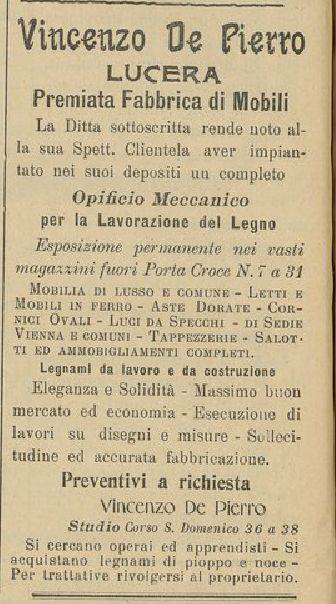 Vincenzo De Pierro
LUCERA
Premiata Fabbrica di Mobili
La Ditta sottoscritta rende noto al-
la sua Spett. Clientela aver impian-
tato nei suoi depositi un completo
Opificio Meccanico
per la Lavorazione del Legno
Esposizione permanente nei vasti
magazzini fuori Porta Croce N. 7 a 31
MOBILIA DI LUSSO E COMUNE - LETTI E
MOBILI IN FERRO - ASTE DORATE - COR-
NICI OVALI - LUCI DA SPECCHI - DI SEDIE
VIENNA E COMUNI - TAPPEZZERIE - SALOT-
TI ED AMMOBIGLIAMENTI COMPLETI.
Legnami da lavoro e da costruzione
Eleganza e Solidità - Massimo buon
mercato ed economia - Esecuzione di
lavori su disegni e misure - Solleci-
tudine ed accurata fabbricazione.
Preventivi a richiesta
Vincenzo De Pierro
Studio Corso S. Domenico 36 a 38
Si cercano operai ed apprendisti - Si
acquistano legnami di pioppo e noce -
Per trattative rivolgersi al proprietario.